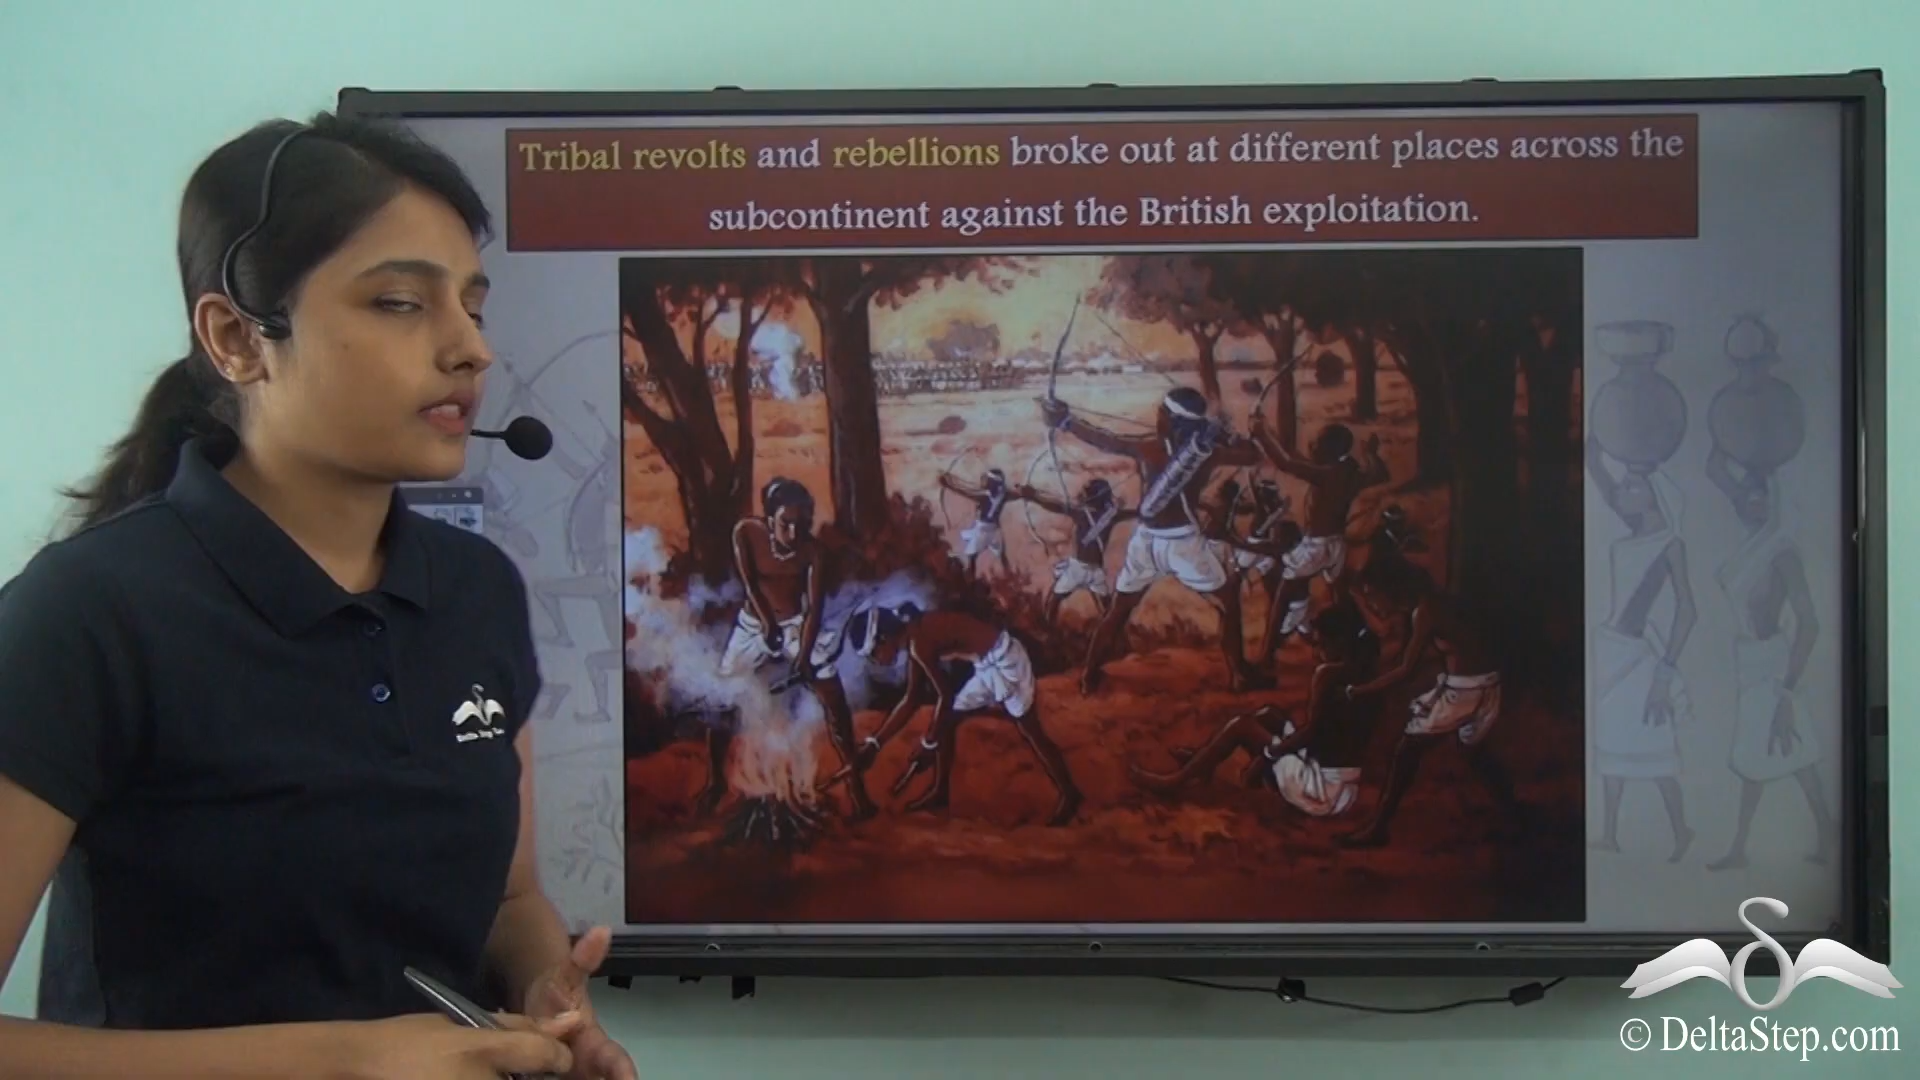 Tribal revolts and rebellions broke out at different places across the
subcontinent against the British exploitation.
© DeltaStep.com